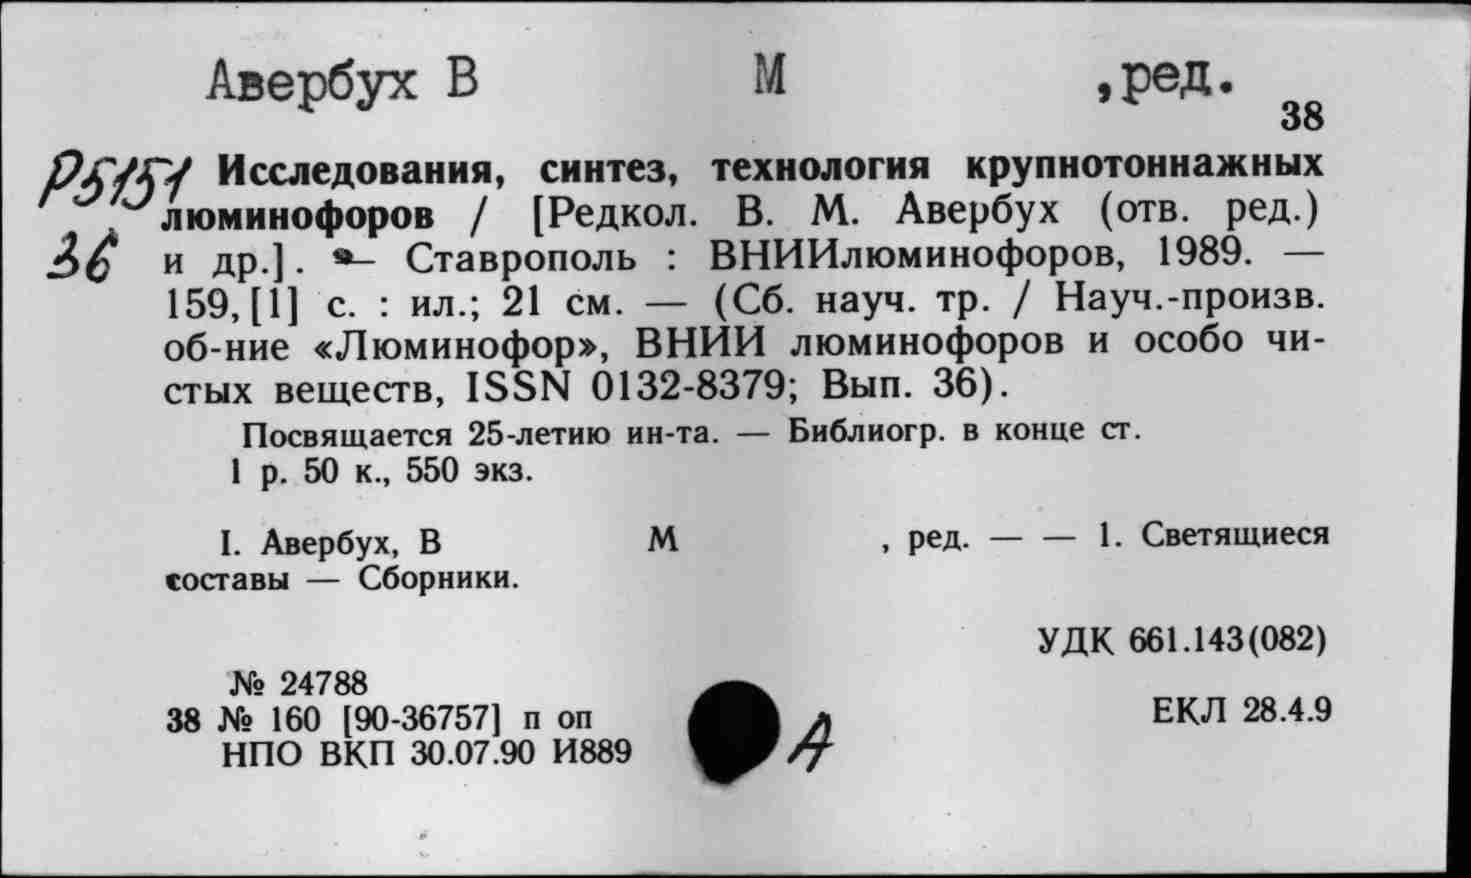 Авербух В М ,ред.
38
Р5151 Исследования, синтез, технология крупнотоннажных
люминофоров / [Редкол. В. М. Авербух (отв. ред.)
36 и др.]. — Ставрополь : ВНИИлюминофоров, 1989. —
159, [1] с. : ил.; 21 см. — (Сб. науч. тр. / Науч.-произв.
об-ние «Люминофор», ВНИИ люминофоров и особо чи-
стых веществ, ISSN 0132-8379; Вып. 36).
Посвящается 25-летию ин-та. — Библиогр. в конце ст.
1 р. 50 к., 550 экз.
I. Авербух, В М , ред. — — 1. Светящиеся
составы — Сборники.
УДК 661.143(082)
№ 24788
38 № 160 [90-36757] п оп
ЕКЛ 28.4.9
НПО ВКП 30.07.90 И889
А